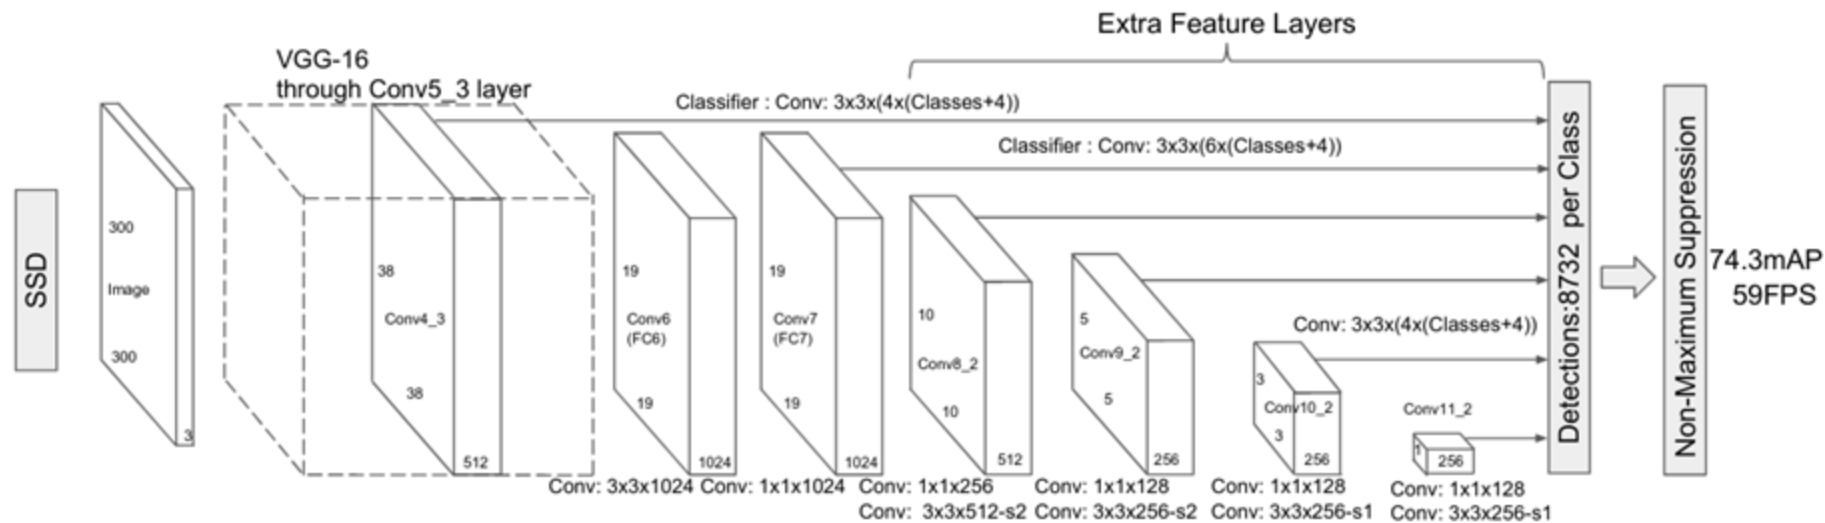 Extra Feature Layers
VGG-16
through Conv5_3 layer
Classifier : Conv: 3x3x(4x(Classes+4))
Classifier : Conv: 3x3x(6x(Classes+4))
SSD
300
Image
300
3
38
Conv4_3
38
512
19
Conv6
(FC6)
19
1024
19
Conv7
(FC7)
19
1024
10
Conv8_2
10
512
5
Conv9_2
5
256
Conv: 3x3x(4x(Classes+4))
3
Conv10_2
3
256
Conv11_2
1
256
Detections:8732 per Class
Non-Maximum Suppression
74.3mAP
59FPS
Conv: 3x3x1024
Conv: 1x1x1024
Conv: 1x1x256
Conv: 3x3x512-s2
Conv: 1x1x128
Conv: 3x3x256-s2
Conv: 1x1x128
Conv: 3x3x256-s1
Conv: 1x1x128
Conv: 3x3x256-s1